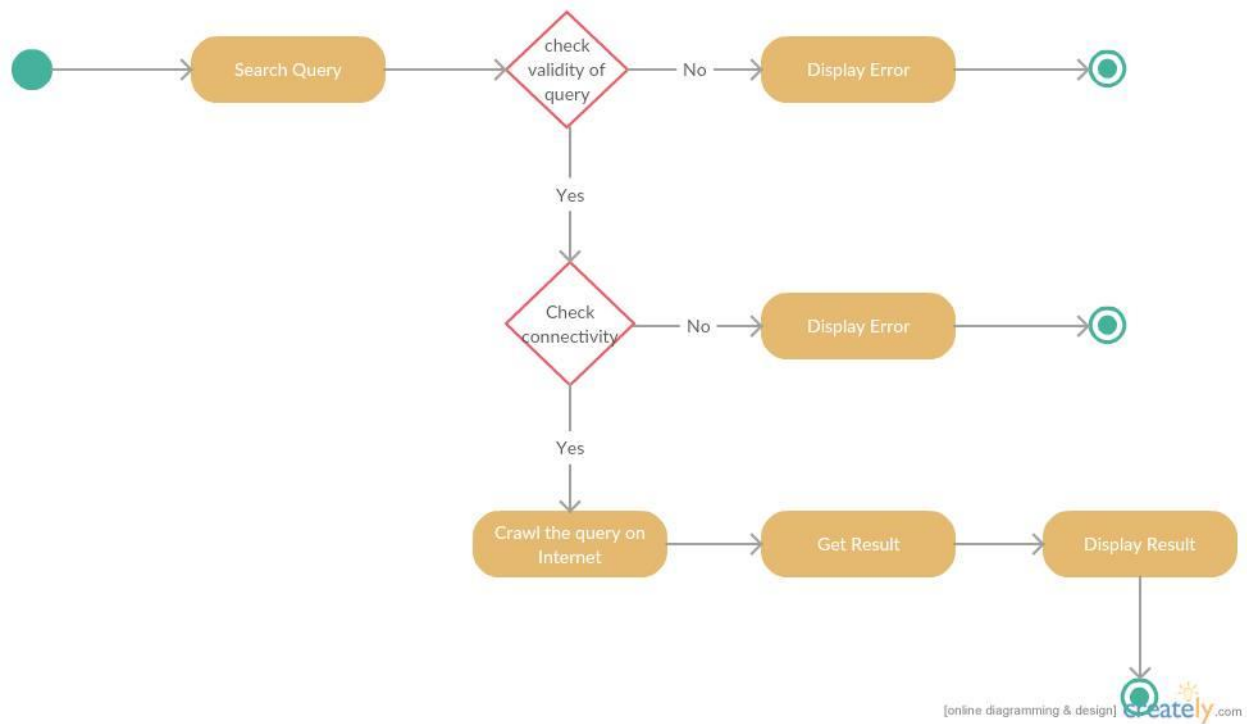 Search Query
check
validity of
query
No
Display Error
Yes
Check
connectivity
No
Display Error
Yes
Crawl the query on
Internet
Get Result
Display Result
[online diagramming & design] creately.com